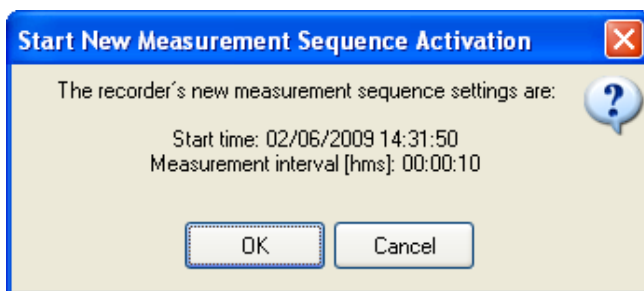 Start New Measurement Sequence Activation
The recorder´s new measurement sequence settings are:
Start time: 02/06/2009 14:31:50
Measurement interval [hms]: 00:00:10
OK Cancel